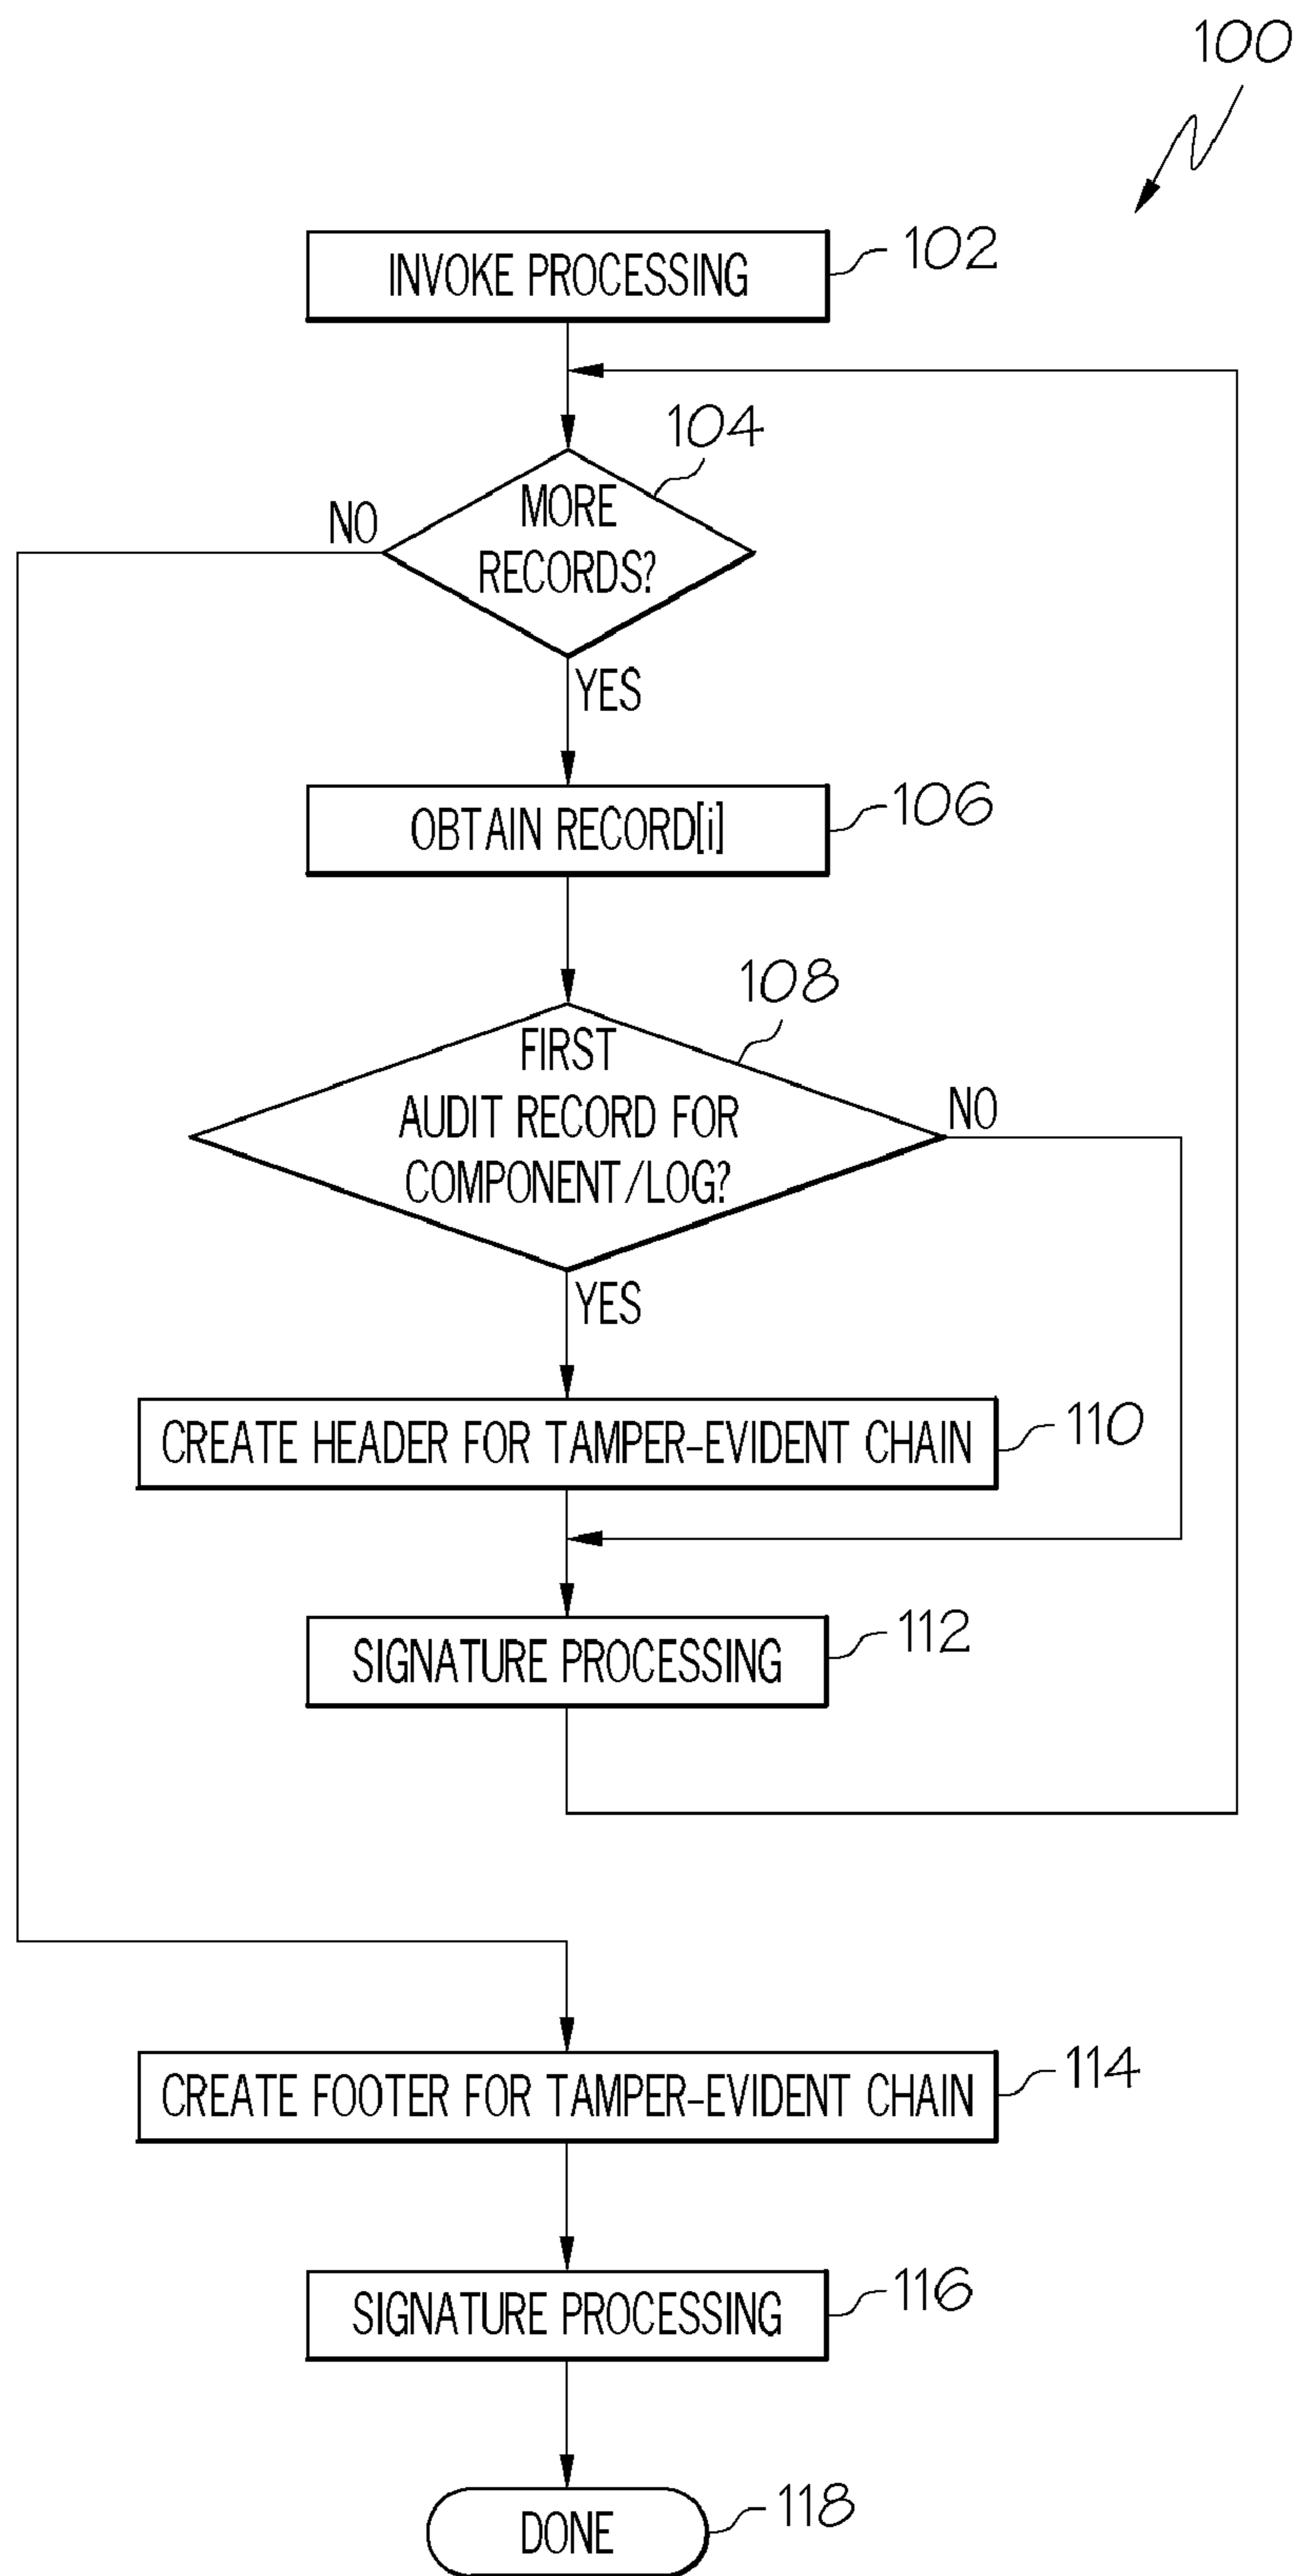 100
INVOKE PROCESSING
102
104
MORE
RECORDS?
NO
YES
OBTAIN RECORD[i]
106
108
FIRST
AUDIT RECORD FOR
COMPONENT/LOG?
NO
YES
CREATE HEADER FOR TAMPER-EVIDENT CHAIN
110
SIGNATURE PROCESSING
112
CREATE FOOTER FOR TAMPER-EVIDENT CHAIN
114
SIGNATURE PROCESSING
116
DONE
118